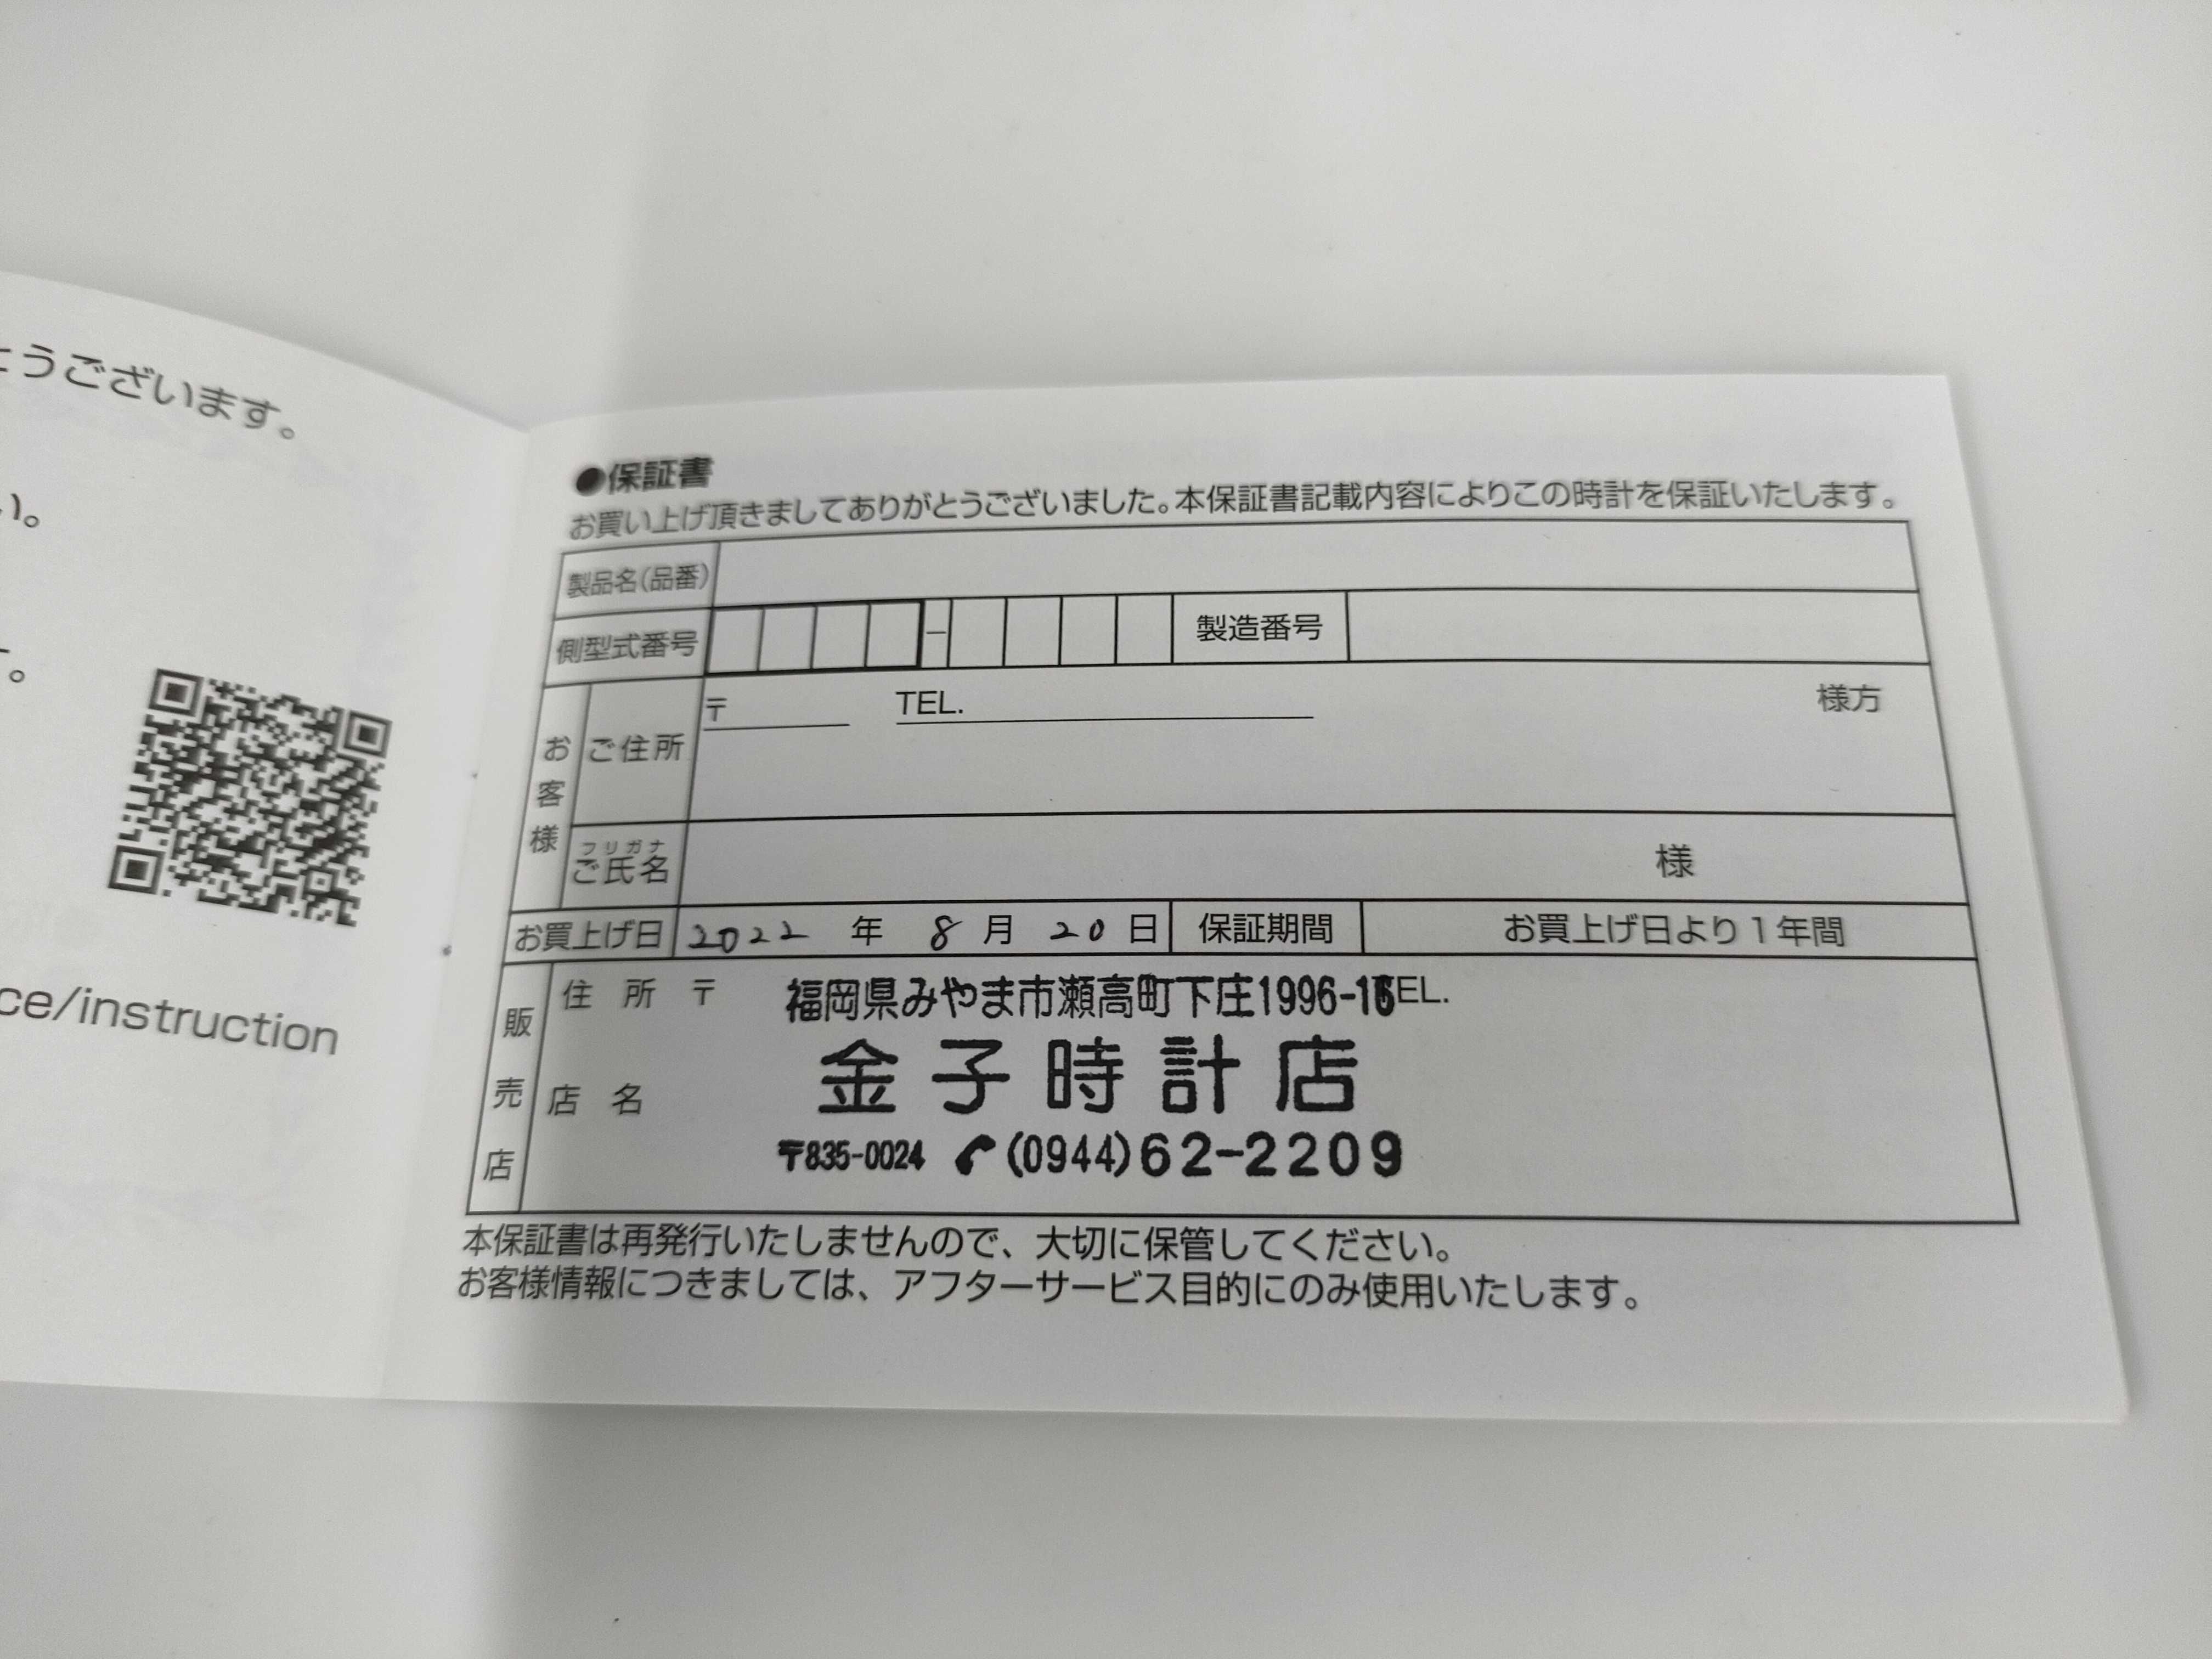 とうございます。
い。
す。
ce/instruction
●保証書
お買い上げ頂きましてありがとうございました。本保証書記載内容によりこの時計を保証いたします。
製品名(品番)
側型式番号 - 製造番号
お客様 ご住所 〒 TEL. 様方
フリガナ
ご氏名 様
お買上げ日 2022 年 8 月 20 日 保証期間 お買上げ日より1年間
販売店 住所 〒 福岡県みやま市瀬高町下庄1996-1 TEL.
店名 金子時計店
〒835-0024 (0944)62-2209
本保証書は再発行いたしませんので、大切に保管してください。
お客様情報につきましては、アフターサービス目的にのみ使用いたします。